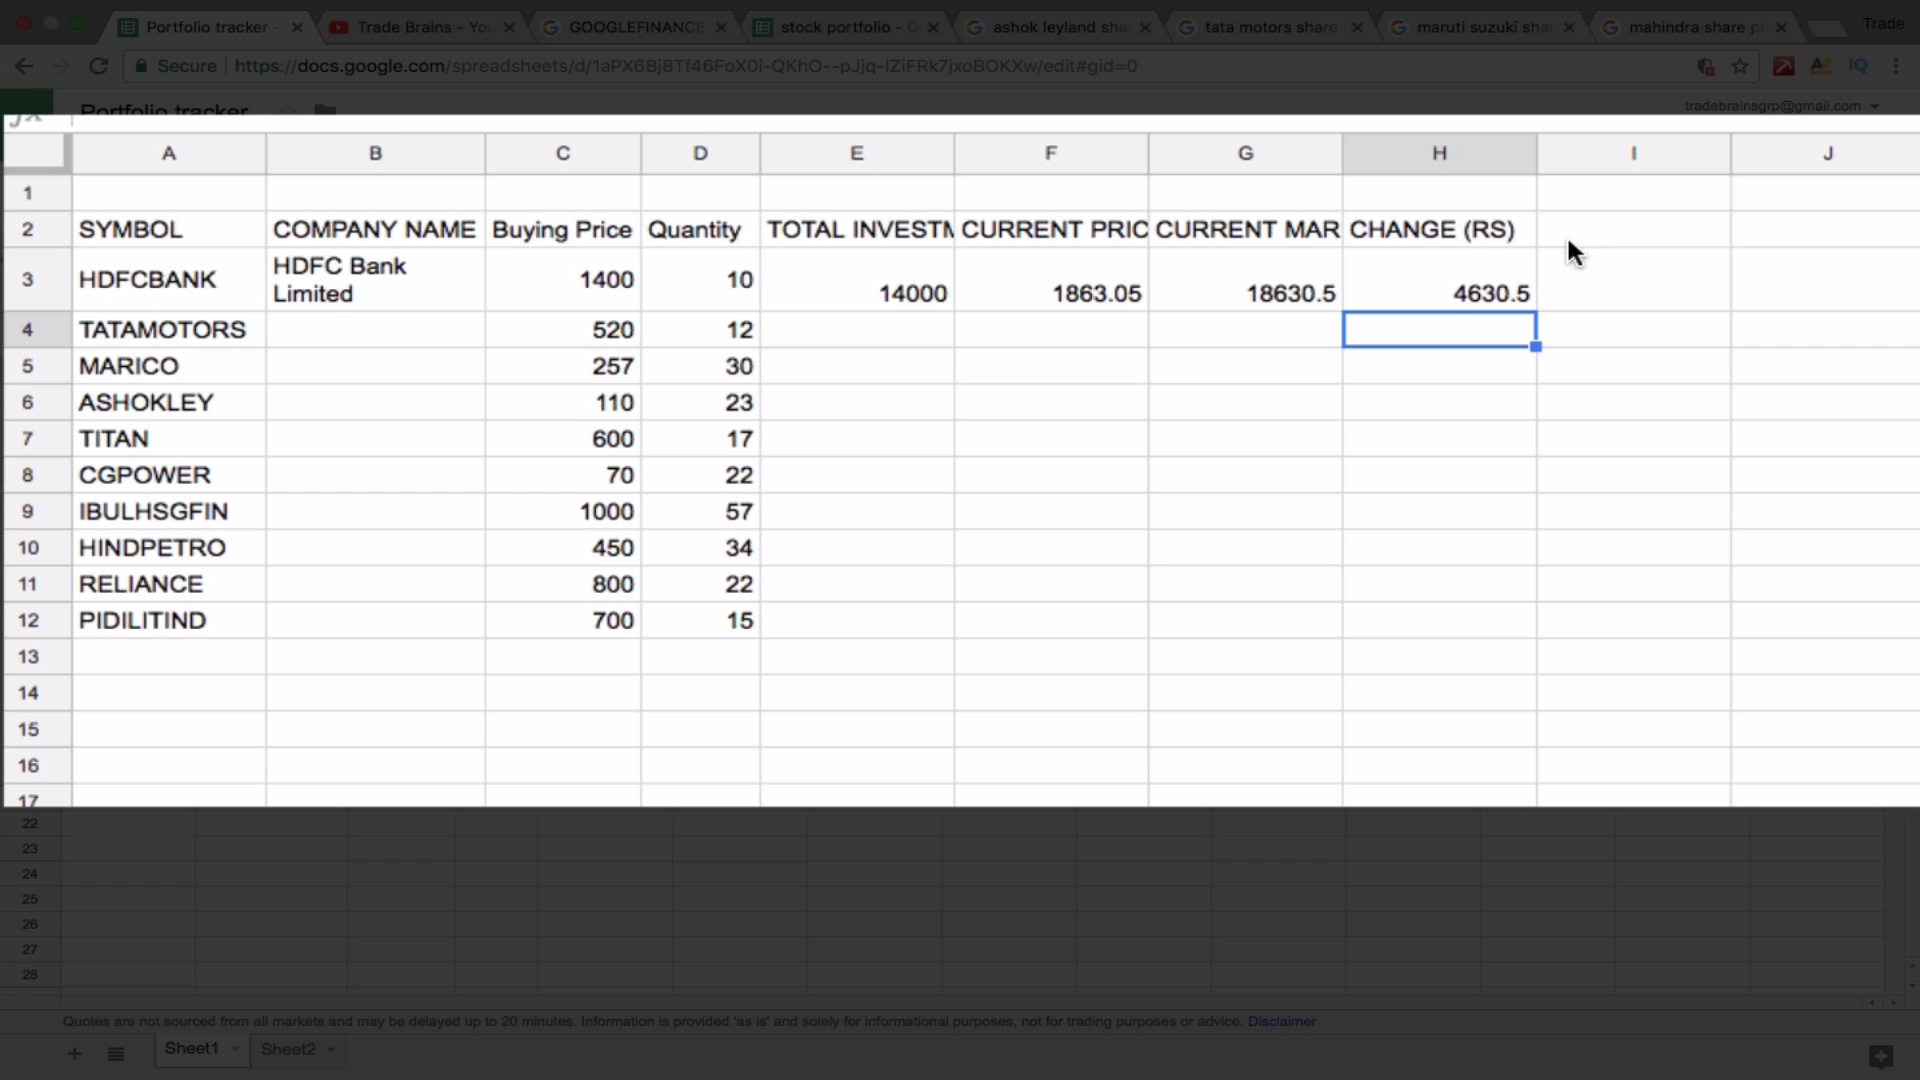 Portfolio tracker -
Trade Brains - You
GOOGLEFINANCE
stock portfolio - G
ashok leyland sha
tata motors share
maruti suzuki sha
mahindra share pr
Trade
Secure https://docs.google.com/spreadsheets/d/1aPX6Bj8Tf46FoX0i-QKhO--pJjq-lZiFRk7jxoBOKXw/edit#gid=0
Portfolio tracker
tradebrainsgrp@gmail.com
fx
A B C D E F G H I J
1
2 SYMBOL COMPANY NAME Buying Price Quantity TOTAL INVESTM CURRENT PRIC CURRENT MAR CHANGE (RS)
3 HDFCBANK HDFC Bank Limited 1400 10 14000 1863.05 18630.5 4630.5
4 TATAMOTORS 520 12
5 MARICO 257 30
6 ASHOKLEY 110 23
7 TITAN 600 17
8 CGPOWER 70 22
9 IBULHSGFIN 1000 57
10 HINDPETRO 450 34
11 RELIANCE 800 22
12 PIDILITIND 700 15
13
14
15
16
17
22
23
24
25
26
27
28
Quotes are not sourced from all markets and may be delayed up to 20 minutes. Information is provided 'as is' and solely for informational purposes, not for trading purposes or advice. Disclaimer
Sheet1 Sheet2